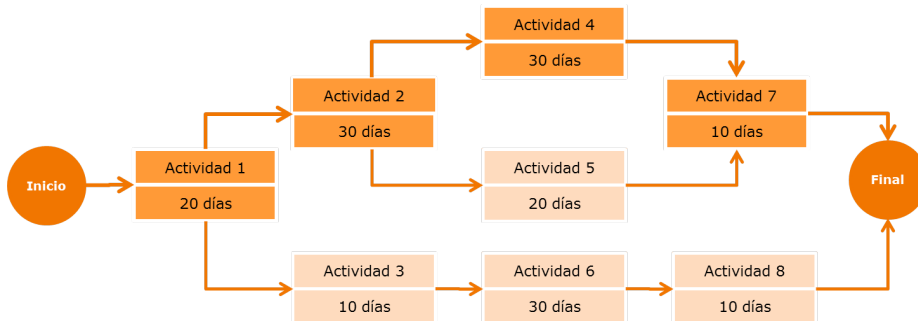 Actividad 4
30 días
Actividad 2
30 días
Actividad 7
10 días
Inicio
Actividad 1
20 días
Actividad 5
20 días
Final
Actividad 3
10 días
Actividad 6
30 días
Actividad 8
10 días